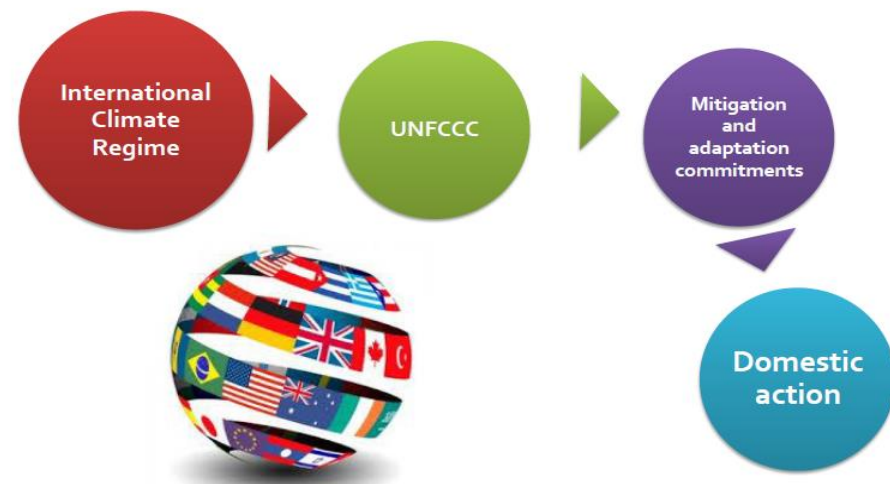 International
Climate
Regime
UNFCCC
Mitigation
and
adaptation
commitments
Domestic
action